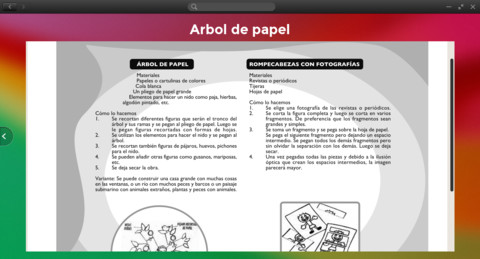 Arbol de papel
ÁRBOL DE PAPEL
Materiales
Papeles o cartulinas de colores
Cola blanca
Un pliego de papel grande
Elementos para hacer un nido como paja, hierbas,
algodón pintado, etc.
Cómo lo hacemos
1. Se recortan diferentes figuras que serán el tronco del
árbol y sus ramas y se pegan al pliego de papel. Luego se
le pegan figuras recortadas con formas de hojas.
2. Se utilizan los elementos para hacer el nido y se pegan al
árbol.
3. Se recortan también figuras de pájaros, huevos, pichones
para el nido.
4. Se pueden añadir otras figuras como gusanos, mariposas,
etc.
5. Se deja secar la obra.
Variante: Se puede construir una casa grande con muchas cosas
en las ventanas, o un río con muchos peces y barcos o un paisaje
submarino con animales extraños, plantas y peces con animales.
ROMPECABEZAS CON FOTOGRAFÍAS
Materiales
Revistas o periódicos
Tijeras
Hojas de papel
Cómo lo hacemos
1. Se elige una fotografía de las revistas o periódicos.
2. Se corta la figura completa y luego se corta en varios
fragmentos. De preferencia que los fragmentos sean
grandes y simples.
3. Se toma un fragmento y se pega sobre la hoja de papel.
Se pega el siguiente fragmento pero dejando un espacio
intermedio. Se pegan todos los demás fragmentos pero
sin olvidar la separación con los demás. Luego se deja
secar.
4. Una vez pegadas todas las piezas y debido a la ilusión
óptica que crean los espacios intermedios, la imagen
parecerá mayor.